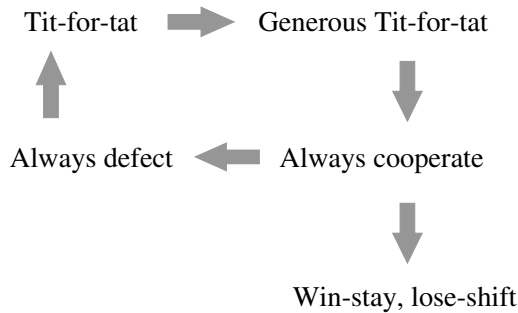 Tit-for-tat
Generous Tit-for-tat
Always defect
Always cooperate
Win-stay, lose-shift